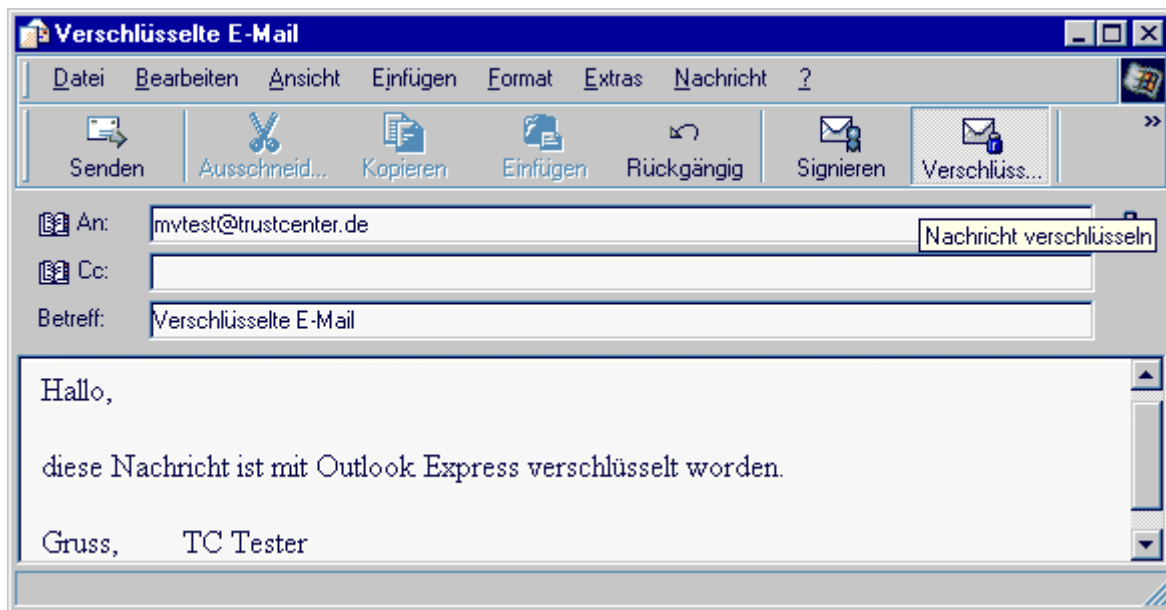 Verschlüsselte E-Mail
Datei Bearbeiten Ansicht Einfügen Format Extras Nachricht ?
Senden Ausschneid... Kopieren Einfügen Rückgängig Signieren Verschlüss... »
An: mvtest@trustcenter.de
Nachricht verschlüsseln
Cc:
Betreff: Verschlüsselte E-Mail
Hallo,
diese Nachricht ist mit Outlook Express verschlüsselt worden.
Gruss, TC Tester